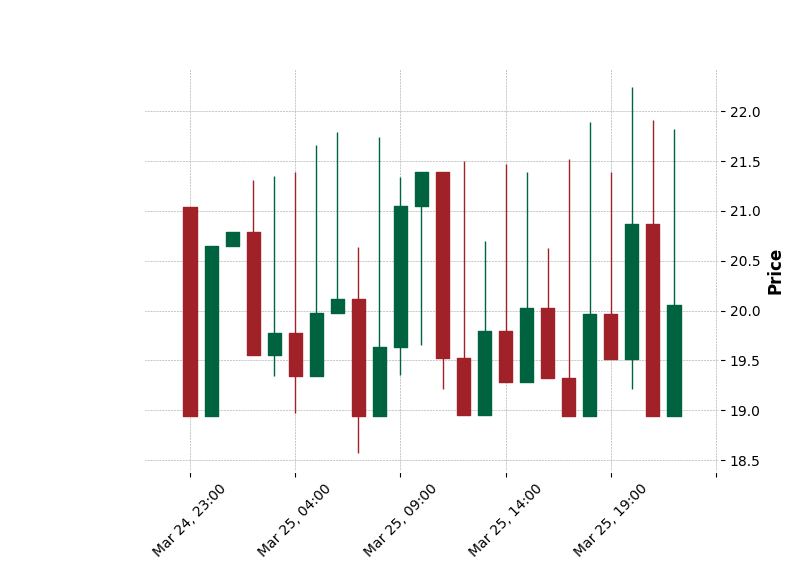 22.0
21.5
21.0
20.5
20.0
19.5
19.0
18.5
Price
Mar 24, 23:00
Mar 25, 04:00
Mar 25, 09:00
Mar 25, 14:00
Mar 25, 19:00